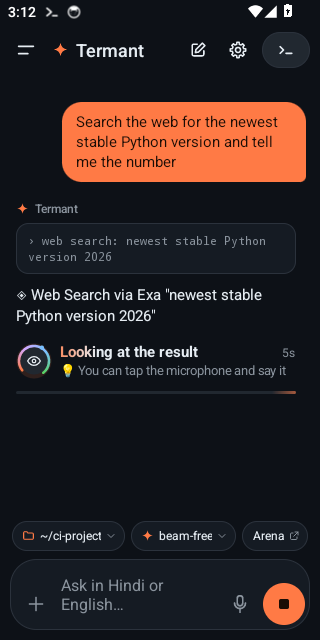 3:12
Termant
Search the web for the newest
stable Python version and tell
me the number
Termant
› web search: newest stable Python
version 2026
◈ Web Search via Exa "newest stable
Python version 2026"
Looking at the result 5s
💡 You can tap the microphone and say it
~/ci-project
beam-free
Arena
Ask in Hindi or
English…